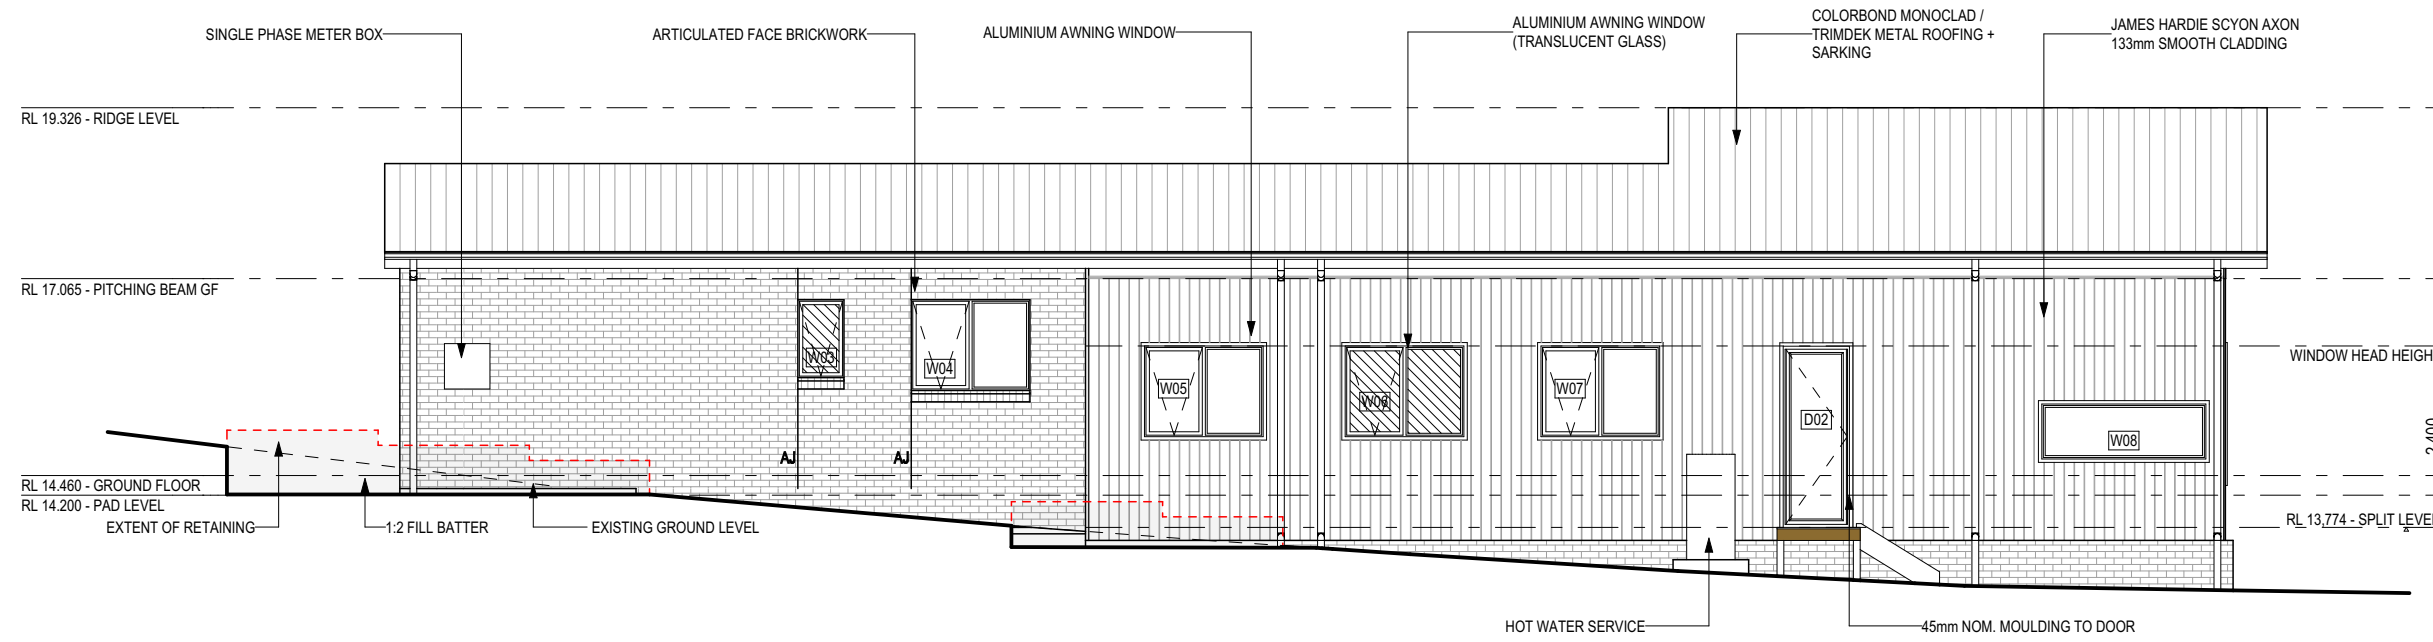 SINGLE PHASE METER BOX
ARTICULATED FACE BRICKWORK
ALUMINIUM AWNING WINDOW
ALUMINIUM AWNING WINDOW
(TRANSLUCENT GLASS)
COLORBOND MONOCLAD /
TRIMDEK METAL ROOFING +
SARKING
JAMES HARDIE SCYON AXON
133mm SMOOTH CLADDING
RL 19.326 - RIDGE LEVEL
RL 17.065 - PITCHING BEAM GF
WINDOW HEAD HEIGH
W03
W04
W05
W06
W07
D02
W08
2400
AJ
AJ
RL 14.460 - GROUND FLOOR
RL 14.200 - PAD LEVEL
RL 13,774 - SPLIT LEVEL
EXTENT OF RETAINING
1:2 FILL BATTER
EXISTING GROUND LEVEL
HOT WATER SERVICE
45mm NOM. MOULDING TO DOOR